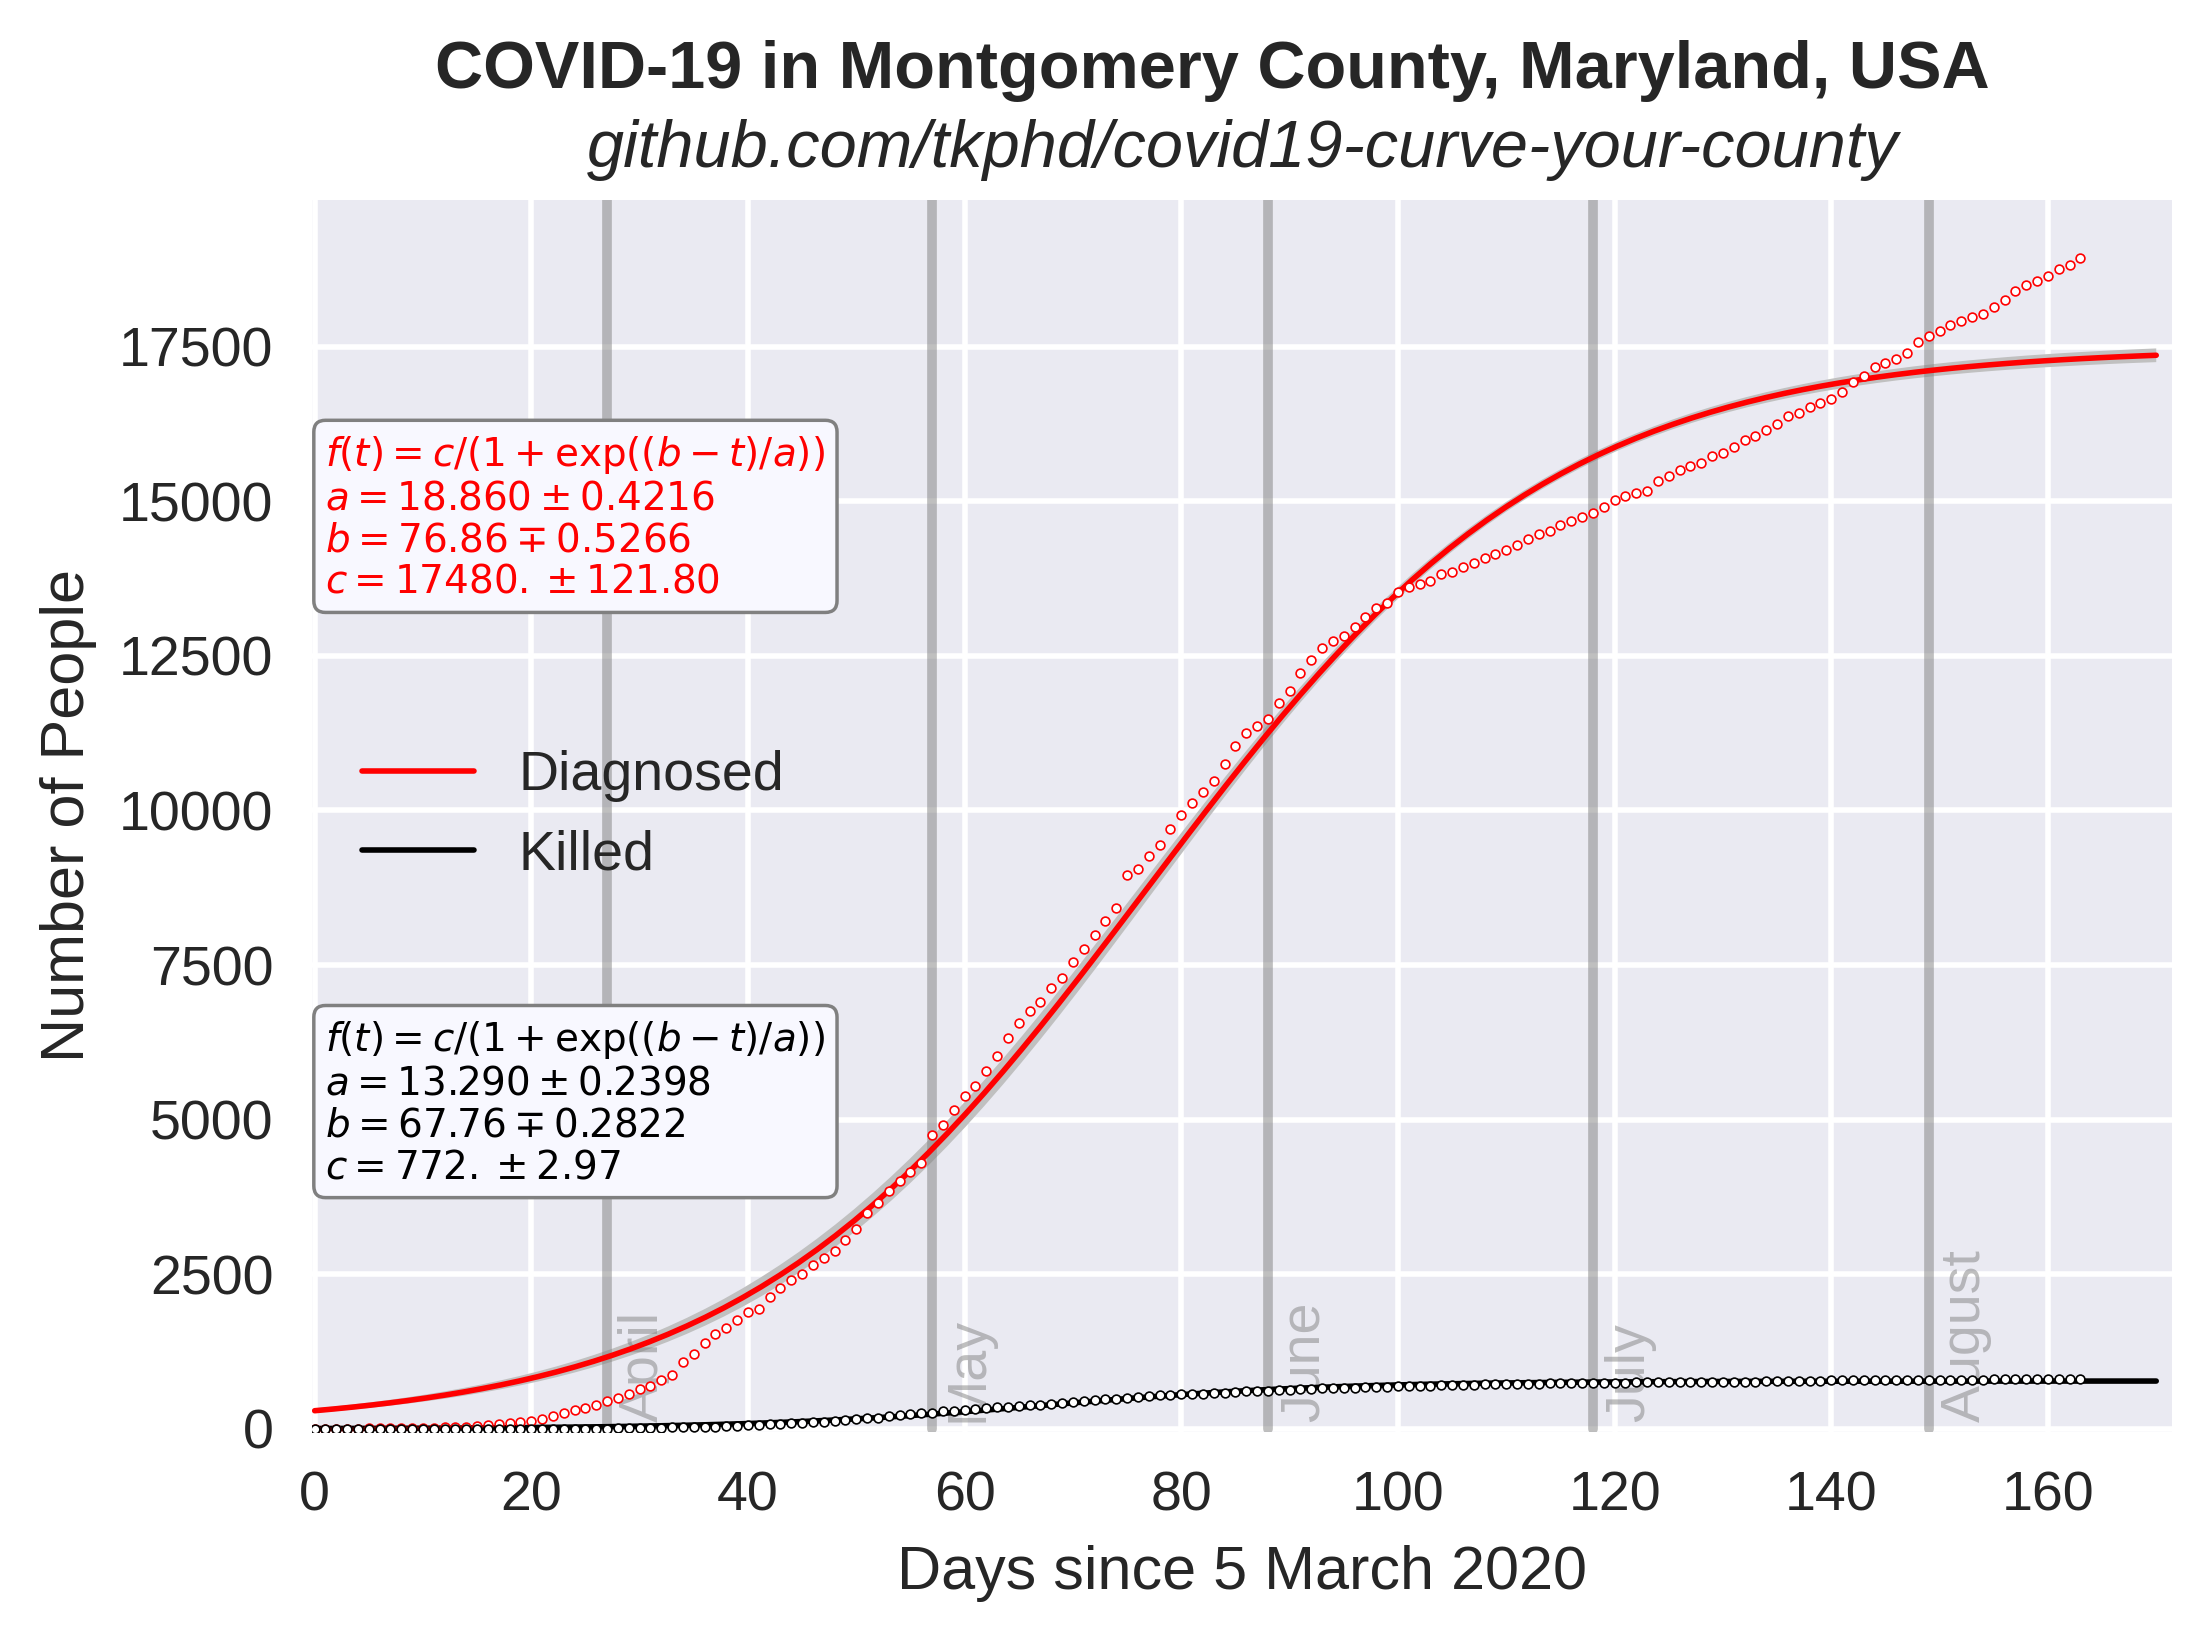 COVID-19 in Montgomery County, Maryland, USA
github.com/tkphd/covid19-curve-your-county
Number of People
17500
15000
12500
10000
7500
5000
2500
0
f(t) = c/(1 + exp((b − t)/a))
a = 18.860 ± 0.4216
b = 76.86 ∓ 0.5266
c = 17480. ± 121.80
Diagnosed
Killed
f(t) = c/(1 + exp((b − t)/a))
a = 13.290 ± 0.2398
b = 67.76 ∓ 0.2822
c = 772. ± 2.97
April
May
June
July
August
0 20 40 60 80 100 120 140 160
Days since 5 March 2020